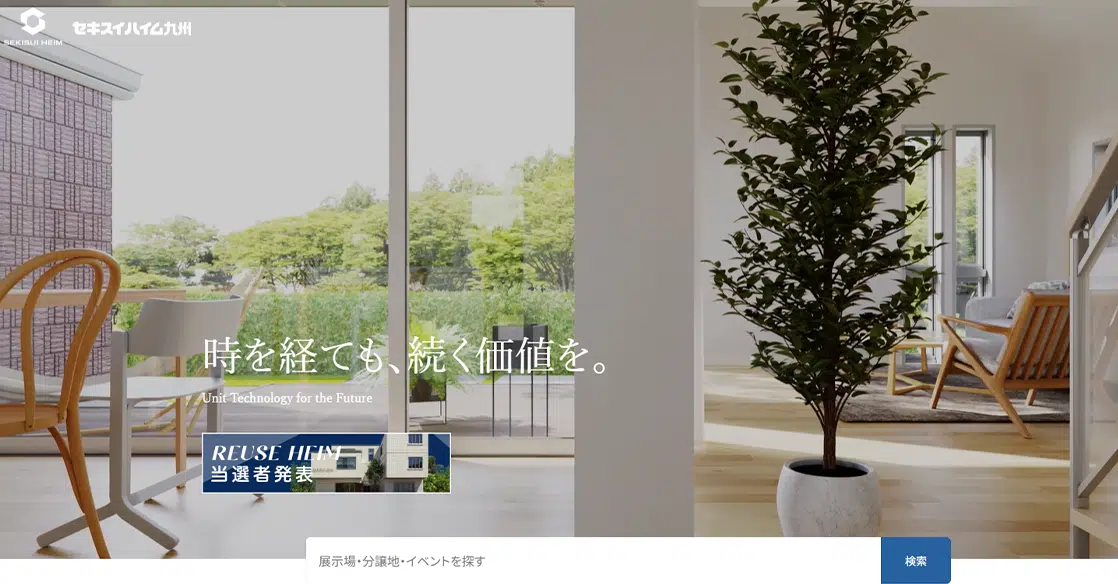 SEKISUI HEIM
セキスイハイム九州
時を経ても、続く価値を。
Unit Technology for the Future
REUSE HEIM
当選者発表
展示場・分譲地・イベントを探す
検索